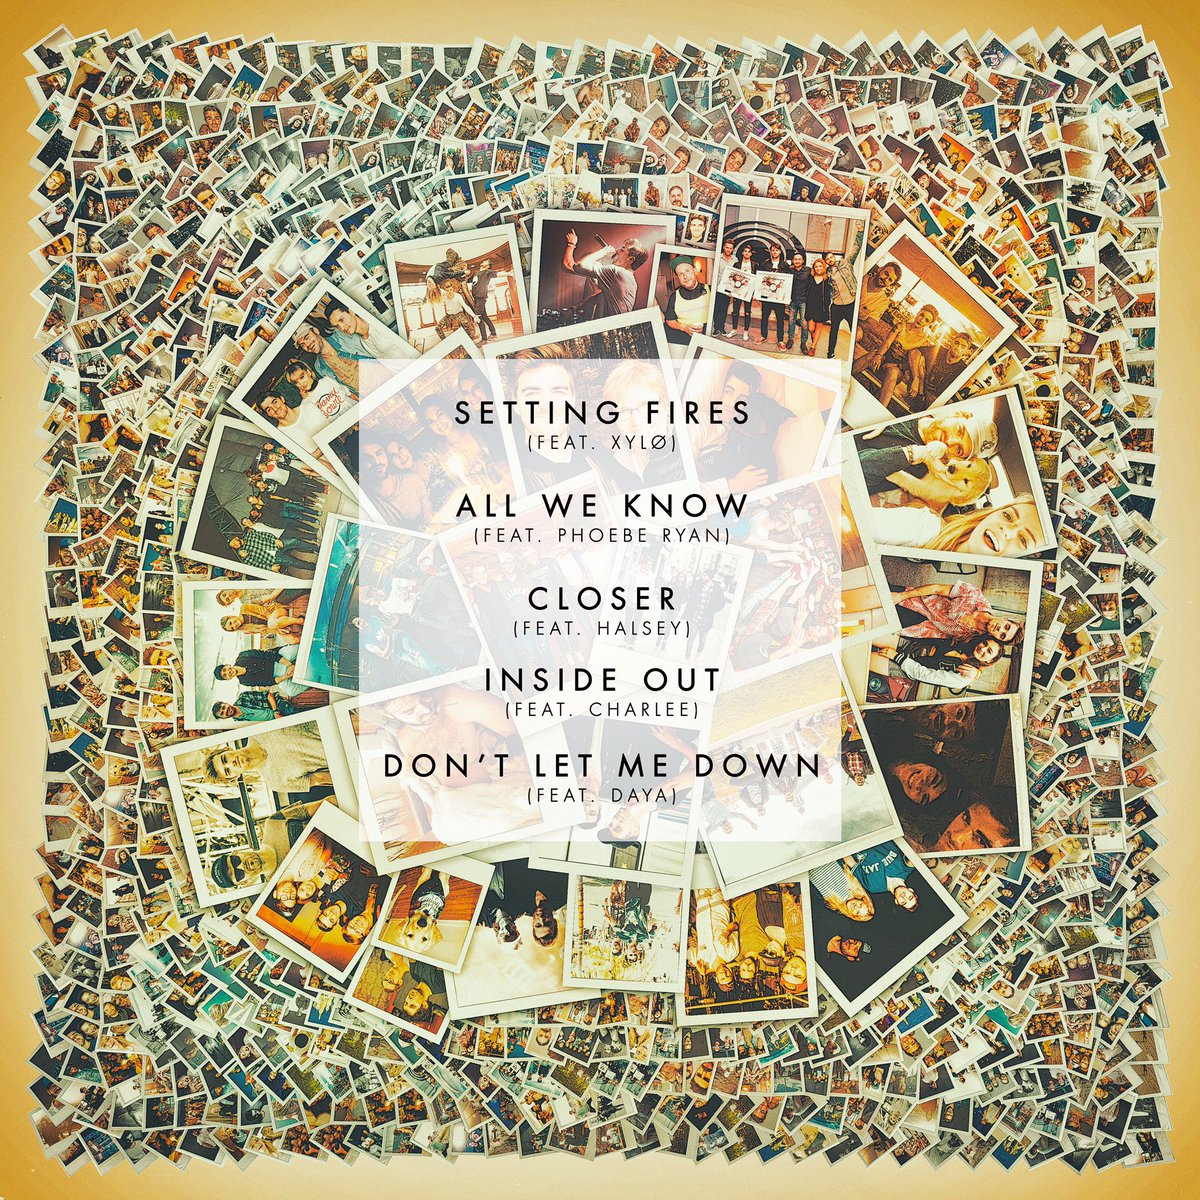 SETTING FIRES
(FEAT. XYLØ)
ALL WE KNOW
(FEAT. PHOEBE RYAN)
CLOSER
(FEAT. HALSEY)
INSIDE OUT
(FEAT. CHARLEE)
DON'T LET ME DOWN
(FEAT. DAYA)